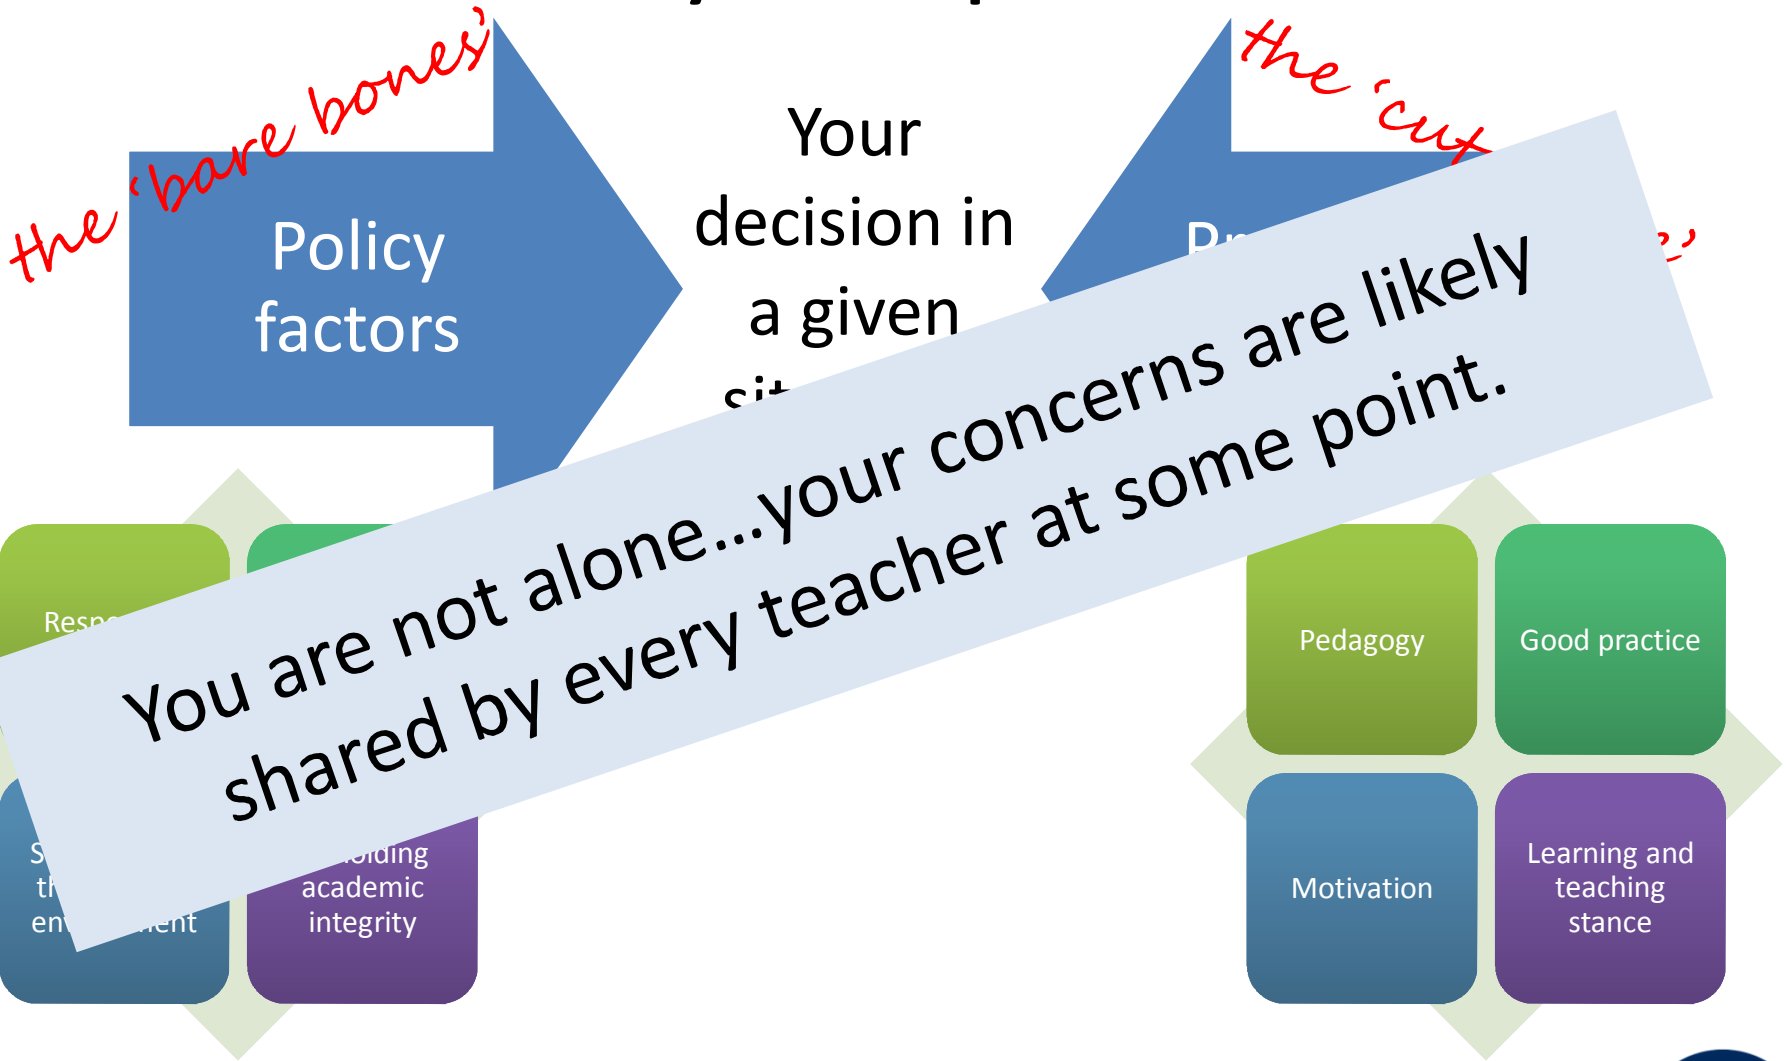 the 'bare bones'
the 'cut
Policy
factors
Your
decision in
a given
You are not alone...your concerns are likely
shared by every teacher at some point.
academic
integrity
Pedagogy
Good practice
Motivation
Learning and
teaching
stance